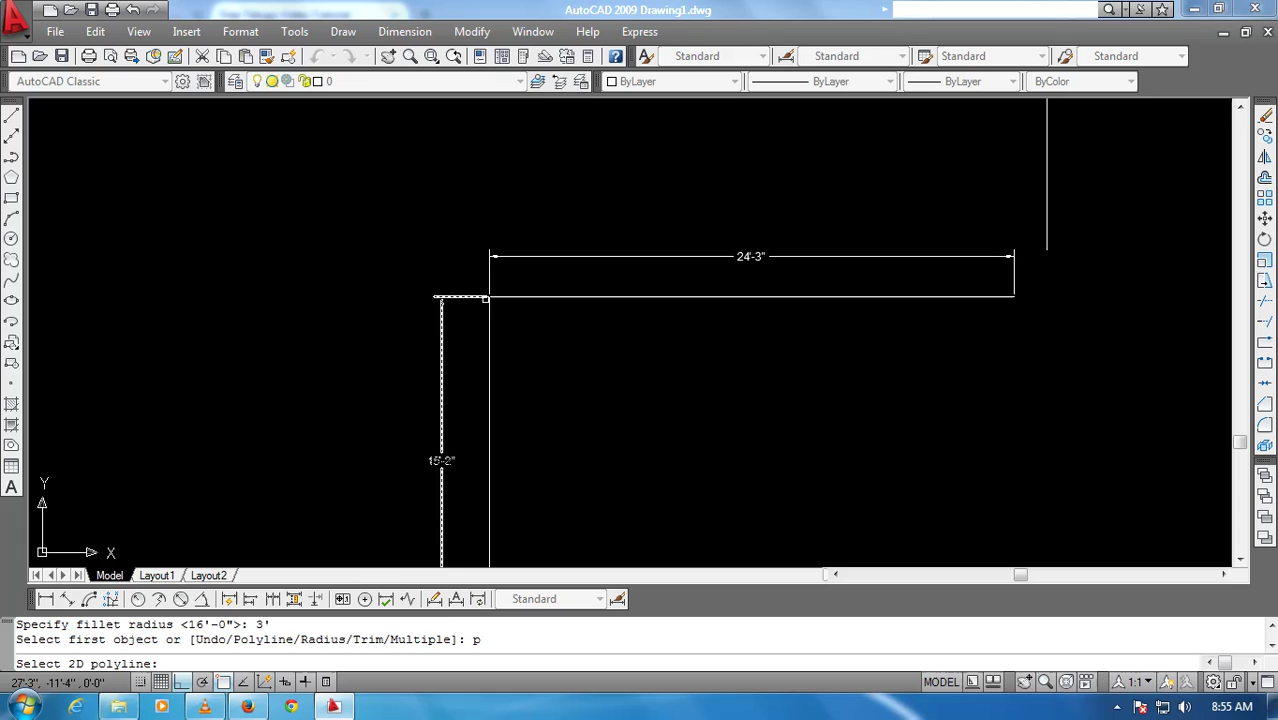 AutoCAD 2009 Drawing1.dwg
File Edit View Insert Format Tools Draw Dimension Modify Window Help Express
Standard Standard Standard Standard
AutoCAD Classic 0 ByLayer ByLayer ByLayer ByColor
24'-3"
15'-2"
Y
X
Model Layout1 Layout2
Standard
Specify fillet radius <16'-0">: 3'
Select first object or [Undo/Polyline/Radius/Trim/Multiple]: p
Select 2D polyline:
27'-3", -11'-4", 0'-0" MODEL 1:1
8:55 AM